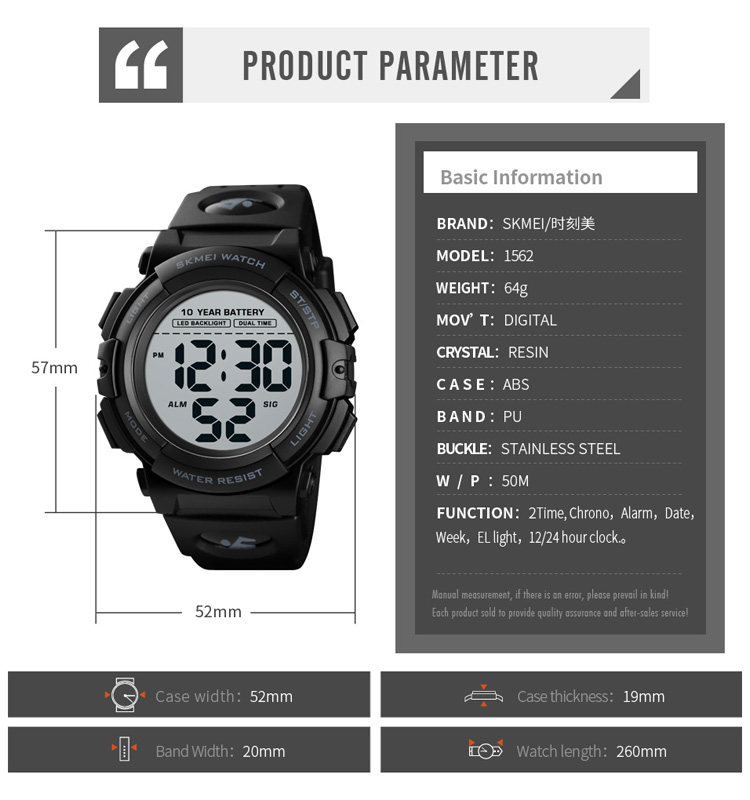 PRODUCT PARAMETER
Basic Information
BRAND: SKMEI/时刻美
MODEL: 1562
WEIGHT: 64g
MOV' T: DIGITAL
CRYSTAL: RESIN
CASE: ABS
BAND: PU
BUCKLE: STAINLESS STEEL
W / P : 50M
FUNCTION: 2Time, Chrono, Alarm, Date,
Week, EL light, 12/24 hour clock.。
Manual measurement, if there is an error, please prevail in kind!
Each product sold to provide quality assurance and after-sales service!
57mm
SKMEI WATCH
LIGHT
ST/STP
10 YEAR BATTERY
LED BACKLIGHT DUAL TIME
PM
12:30
ALM 52 SIG
MODE
LIGHT
WATER RESIST
52mm
Case width: 52mm
Case thickness: 19mm
Band Width: 20mm
Watch length: 260mm